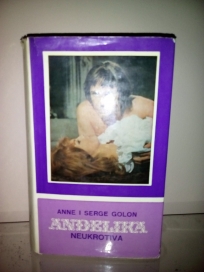 ANNE I SERGE GOLON
ANĐELIKA
NEUKROTIVA